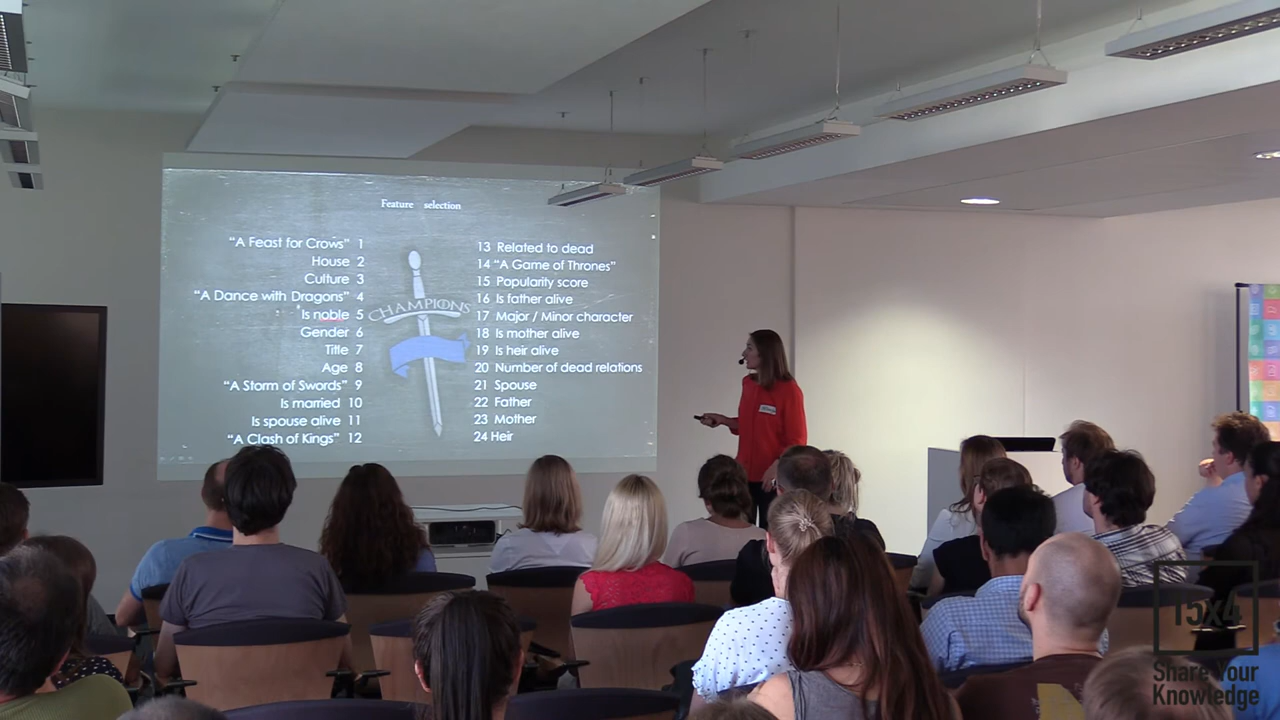 Feature selection
"A Feast for Crows" 1
House 2
Culture 3
"A Dance with Dragons" 4
Is noble 5
Gender 6
Title 7
Age 8
"A Storm of Swords" 9
Is married 10
Is spouse alive 11
"A Clash of Kings" 12
CHAMPIONS
13 Related to dead
14 "A Game of Thrones"
15 Popularity score
16 Is father alive
17 Major / Minor character
18 Is mother alive
19 Is heir alive
20 Number of dead relations
21 Spouse
22 Father
23 Mother
24 Heir
15x4
Share Your
Knowledge